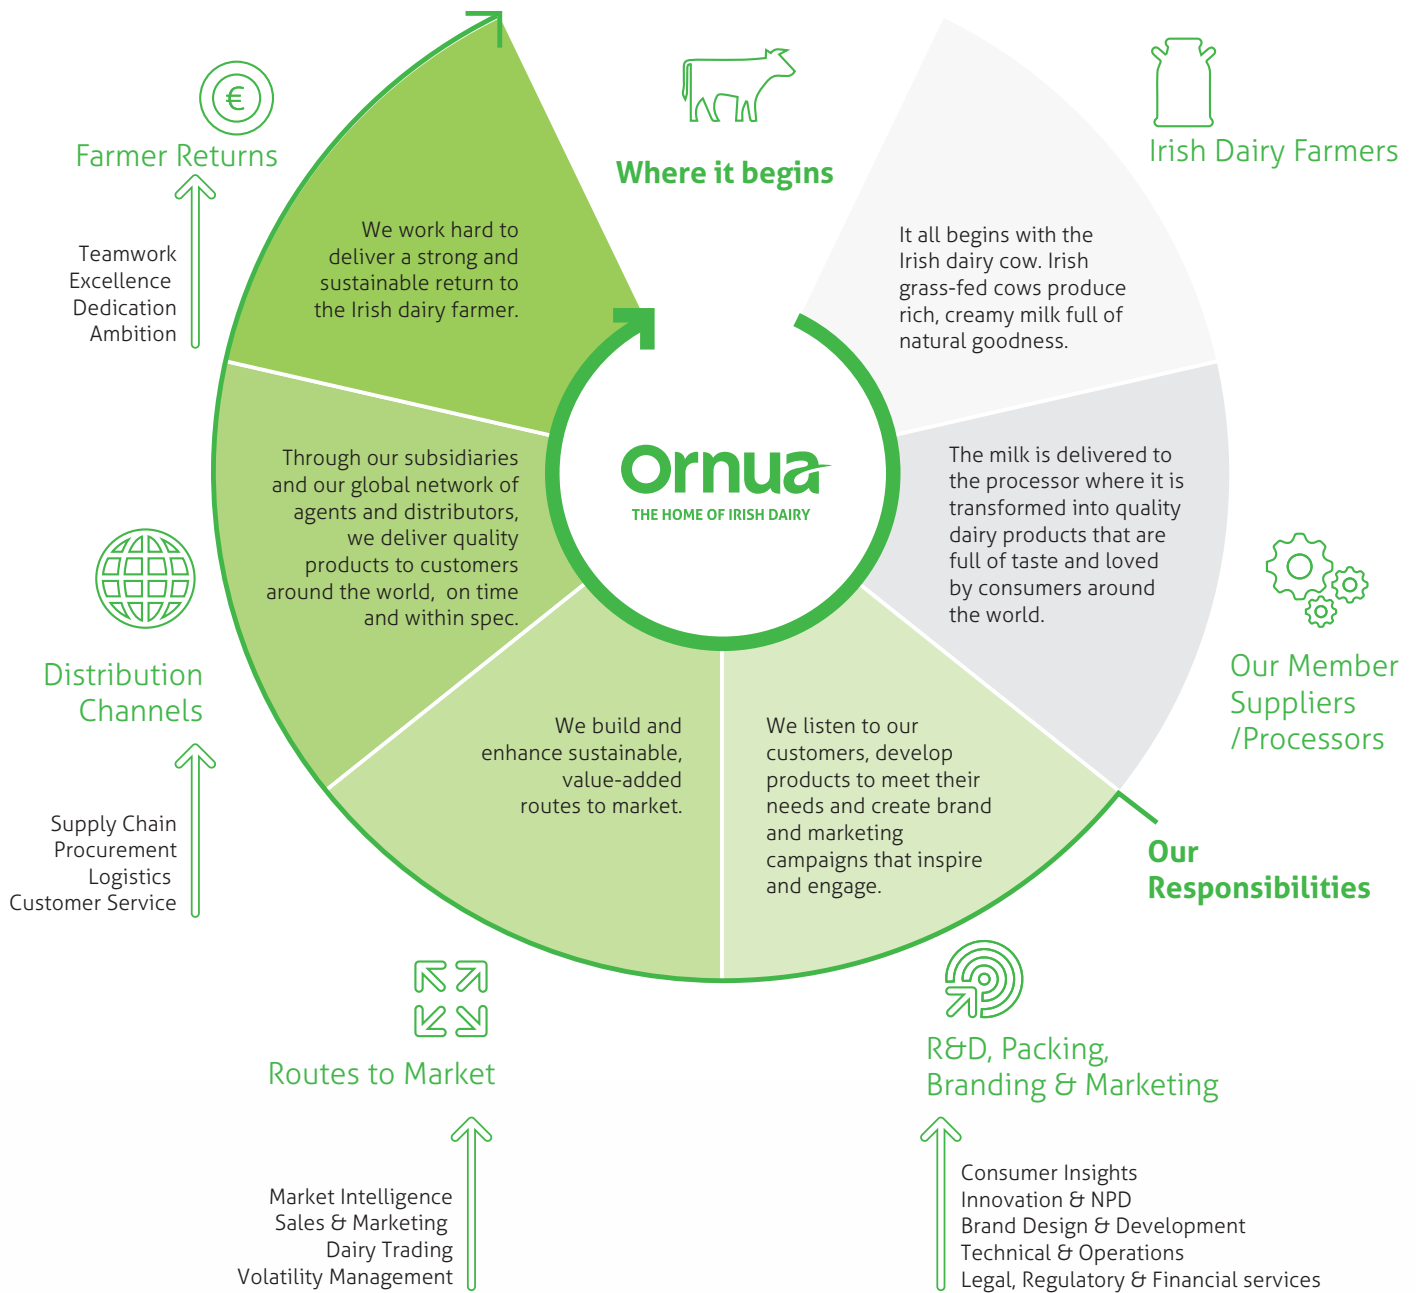 Where it begins
Irish Dairy Farmers
It all begins with the
Irish dairy cow. Irish
grass-fed cows produce
rich, creamy milk full of
natural goodness.
Our Member
Suppliers
/Processors
The milk is delivered to
the processor where it is
transformed into quality
dairy products that are
full of taste and loved
by consumers around
the world.
Our
Responsibilities
R&D, Packing,
Branding & Marketing
We listen to our
customers, develop
products to meet their
needs and create brand
and marketing
campaigns that inspire
and engage.
Consumer Insights
Innovation & NPD
Brand Design & Development
Technical & Operations
Legal, Regulatory & Financial services
Routes to Market
We build and
enhance sustainable,
value-added
routes to market.
Market Intelligence
Sales & Marketing
Dairy Trading
Volatility Management
Distribution
Channels
Through our subsidiaries
and our global network of
agents and distributors,
we deliver quality
products to customers
around the world, on time
and within spec.
Supply Chain
Procurement
Logistics
Customer Service
€
Farmer Returns
We work hard to
deliver a strong and
sustainable return to
the Irish dairy farmer.
Teamwork
Excellence
Dedication
Ambition
Ornua
THE HOME OF IRISH DAIRY